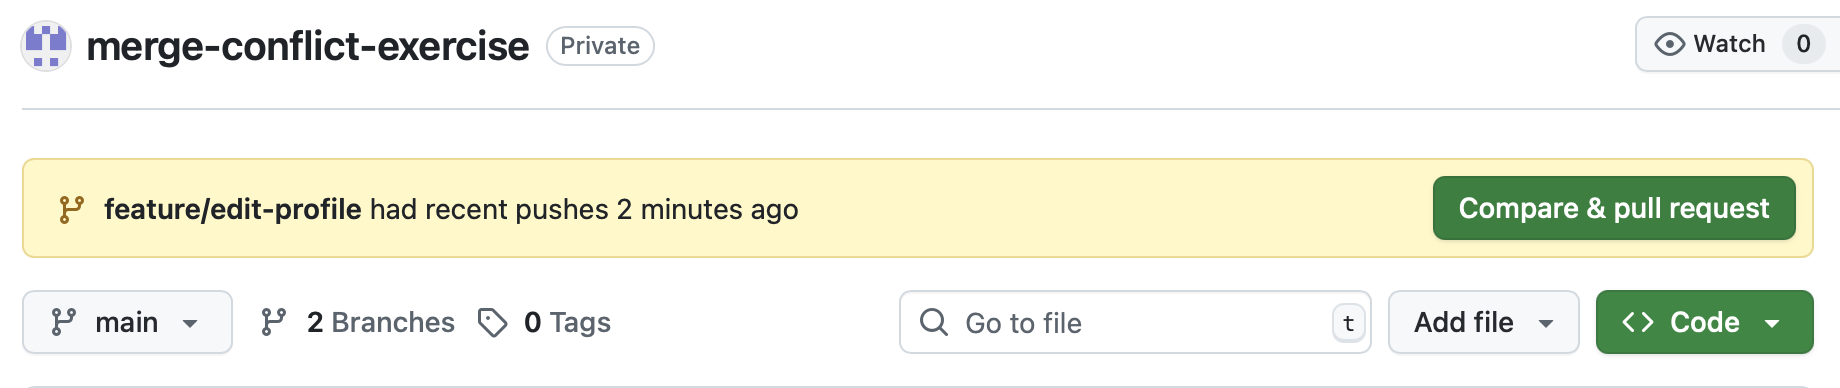 merge-conflict-exercise Private Watch 0
feature/edit-profile had recent pushes 2 minutes ago Compare & pull request
main 2 Branches 0 Tags Go to file t Add file <> Code